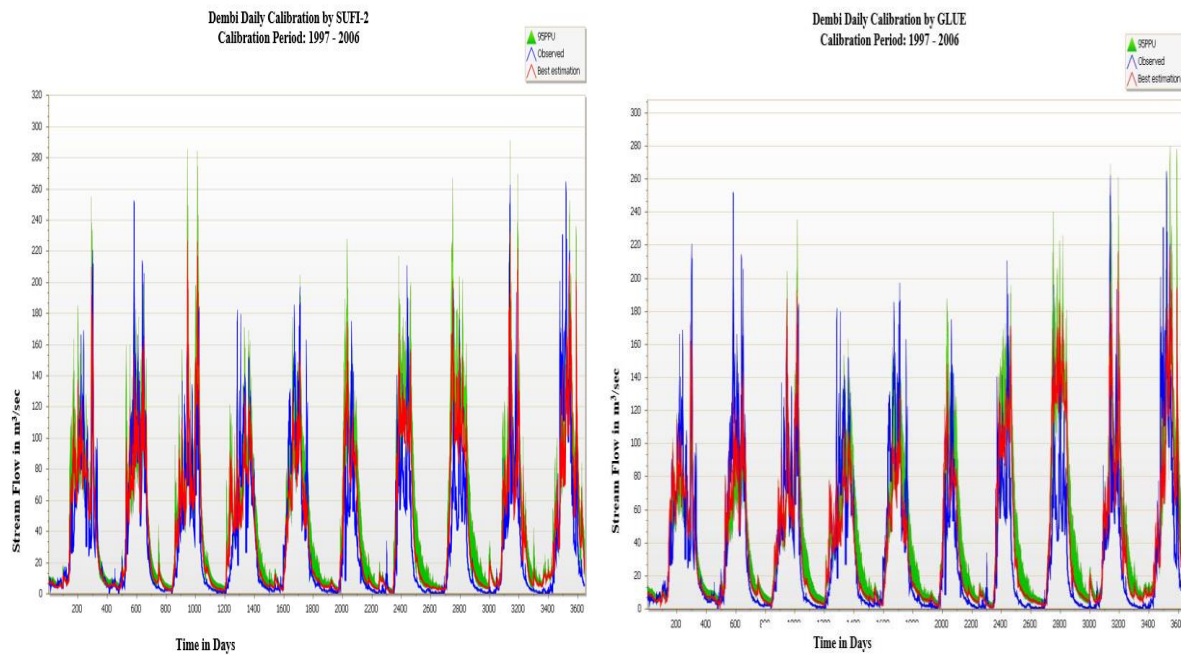 Dembi Daily Calibration by SUFI-2
Calibration Period: 1997 - 2006
95PPU
Observed
Best estimation
320
300
280
260
240
220
200
180
160
140
120
100
80
60
40
20
0
Stream Flow in m³/sec
200 400 600 800 1000 1200 1400 1600 1800 2000 2200 2400 2600 2800 3000 3200 3400 3600
Time in Days
Dembi Daily Calibration by GLUE
Calibration Period: 1997 - 2006
95PPU
Observed
Best estimation
300
280
260
240
220
200
180
160
140
120
100
80
60
40
20
0
Stream Flow in m³/sec
200 400 600 1000 1200 1400 1600 1800 2000 2200 2400 2600 2800 3000 3200 3400
Time in Days